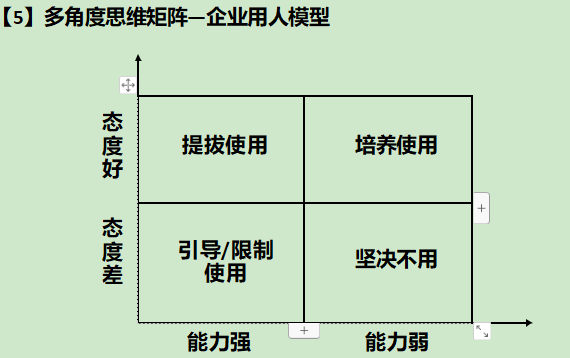 【5】多角度思维矩阵—企业用人模型
态度好
提拔使用
培养使用
态度差
引导/限制
使用
坚决不用
能力强
能力弱